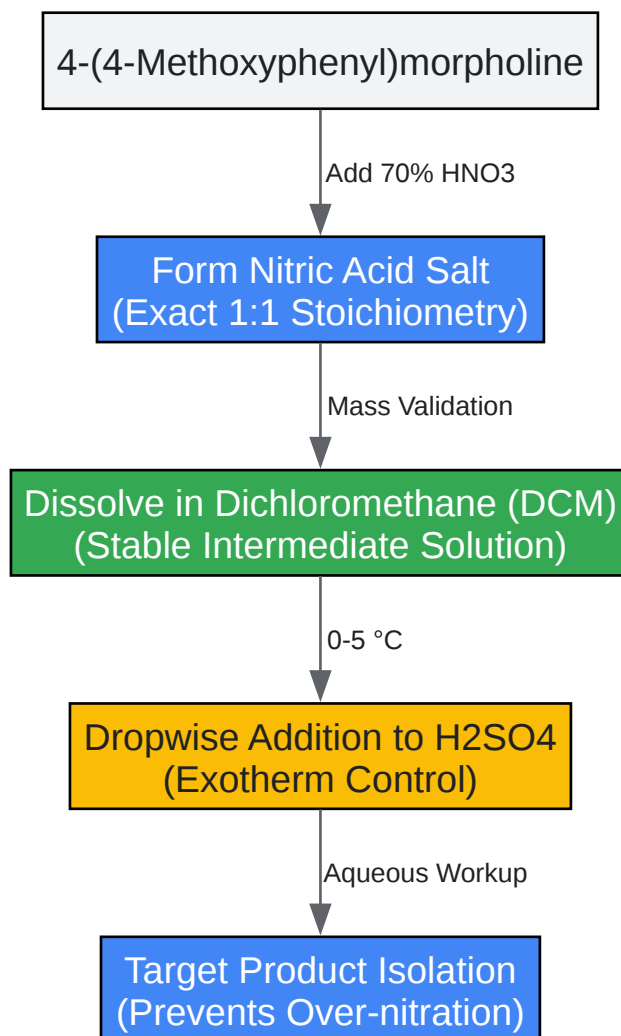 4-(4-Methoxyphenyl)morpholine
Add 70% HNO3
Form Nitric Acid Salt
(Exact 1:1 Stoichiometry)
Mass Validation
Dissolve in Dichloromethane (DCM)
(Stable Intermediate Solution)
0-5 °C
Dropwise Addition to H2SO4
(Exotherm Control)
Aqueous Workup
Target Product Isolation
(Prevents Over-nitration)